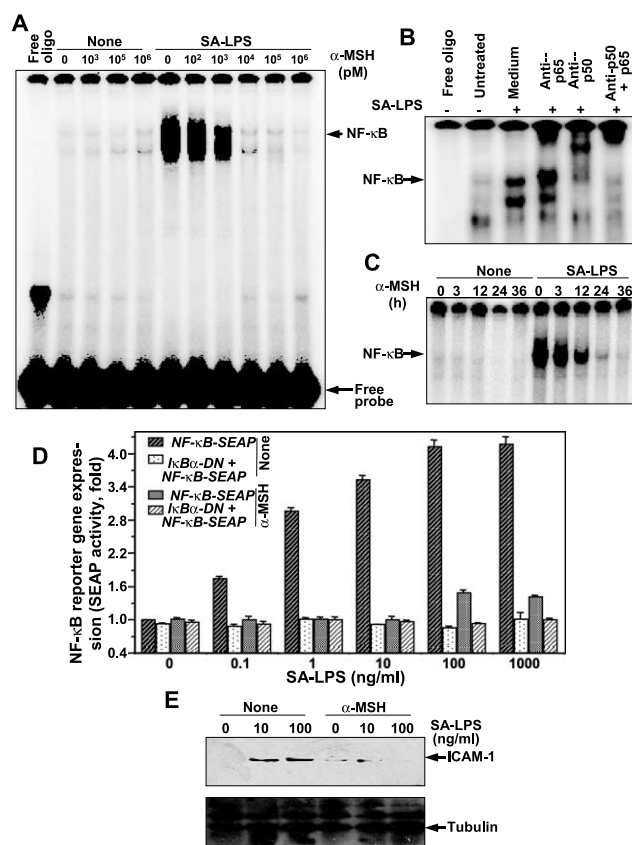 A
Free oligo
None
SA-LPS
0 10³ 10⁵ 10⁶ 0 10² 10³ 10⁴ 10⁵ 10⁶ α-MSH
(pM)
NF-κB
Free
probe
B
Free oligo
Untreated
Medium
Anti--
p65
Anti--
p50
Anti-p50
+ p65
SA-LPS - - + + + +
NF-κB
C
None SA-LPS
α-MSH
(h)
0 3 12 24 36 0 3 12 24 36
NF-κB
D
NF-κB reporter gene expres-
sion (SEAP activity, fold)
4.0
3.4
2.8
2.2
1.6
1.0
0.4
NF-κB-SEAP
IκBα-DN +
NF-κB-SEAP
None
NF-κB-SEAP
IκBα-DN +
NF-κB-SEAP
α-MSH
0 0.1 1 10 100 1000
SA-LPS (ng/ml)
E
None α-MSH
0 10 100 0 10 100 SA-LPS
(ng/ml)
ICAM-1
Tubulin